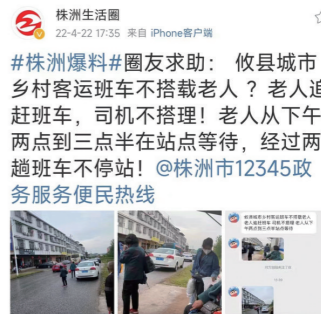 株洲生活圈
22-4-22 17:35 来自 iPhone客户端
#株洲爆料#圈友求助： 攸县城市
乡村客运班车不搭载老人 ？老人追
赶班车，司机不搭理！老人从下午
两点到三点半在站点等待，经过两
趟班车不停站！@株洲市12345政
务服务便民热线